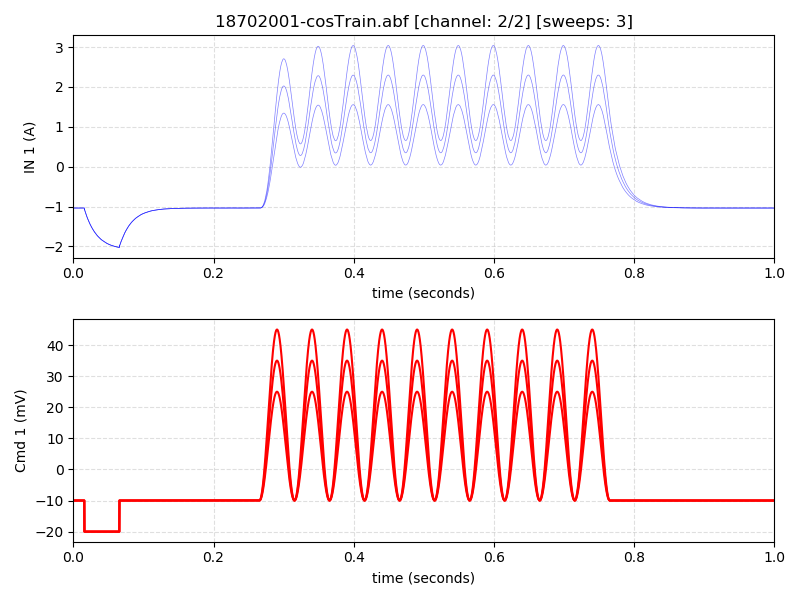 18702001-cosTrain.abf [channel: 2/2] [sweeps: 3]
3
2
1
0
−1
−2
IN 1 (A)
0.0 0.2 0.4 0.6 0.8 1.0
time (seconds)
40
30
20
10
0
−10
−20
Cmd 1 (mV)
0.0 0.2 0.4 0.6 0.8 1.0
time (seconds)